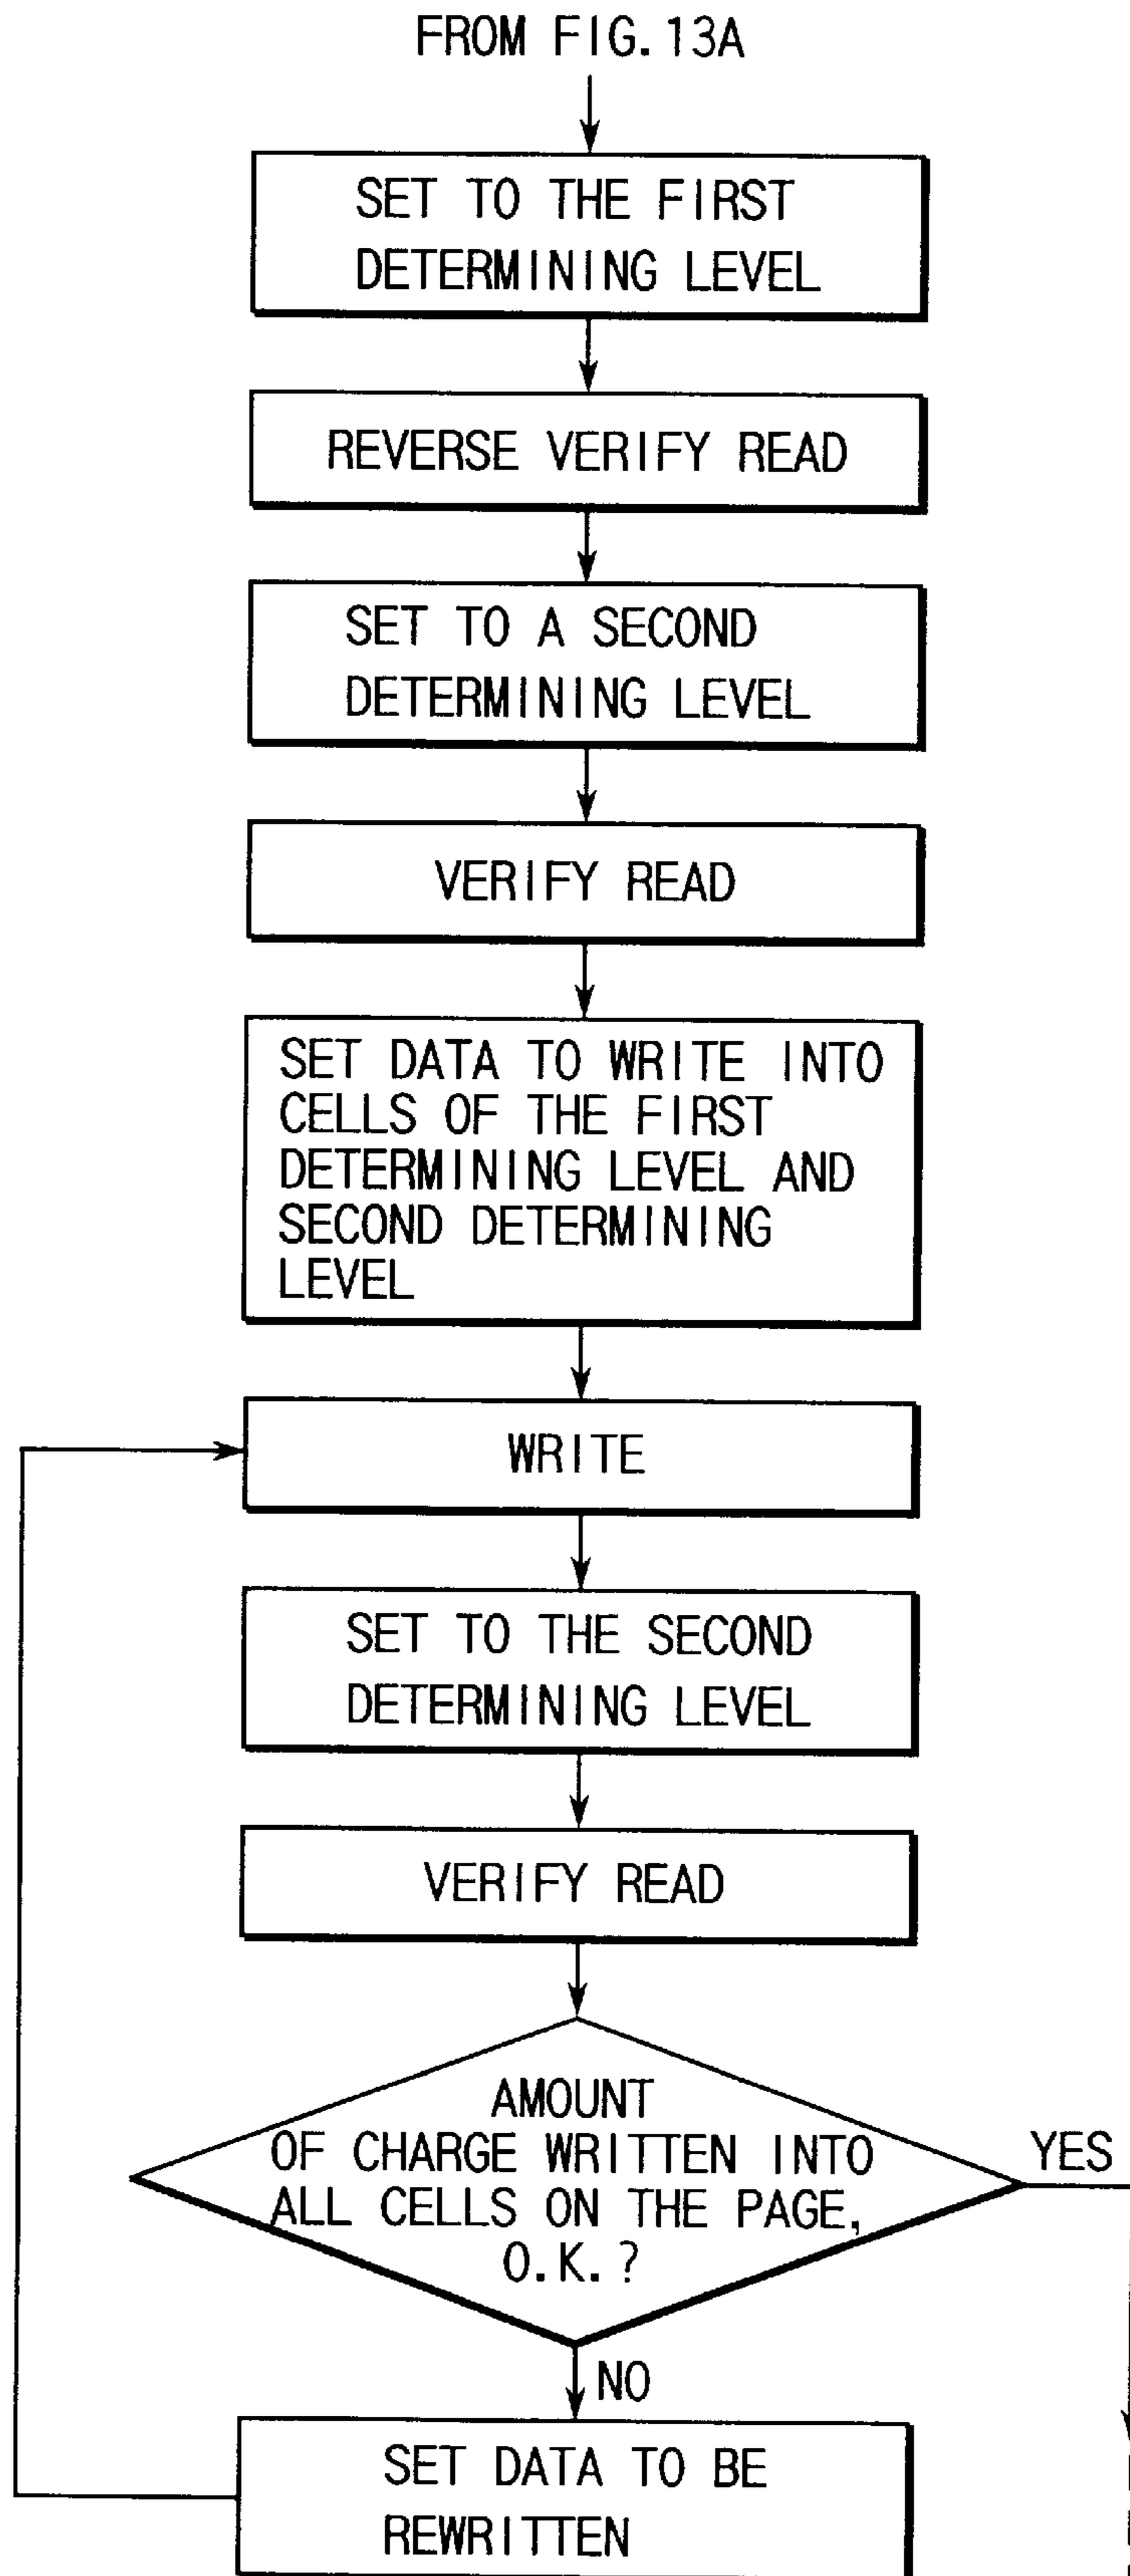 FROM FIG.13A
SET TO THE FIRST
DETERMINING LEVEL
REVERSE VERIFY READ
SET TO A SECOND
DETERMINING LEVEL
VERIFY READ
SET DATA TO WRITE INTO
CELLS OF THE FIRST
DETERMINING LEVEL AND
SECOND DETERMINING
LEVEL
WRITE
SET TO THE SECOND
DETERMINING LEVEL
VERIFY READ
AMOUNT
OF CHARGE WRITTEN INTO
ALL CELLS ON THE PAGE,
O.K.?
YES
NO
SET DATA TO BE
REWRITTEN